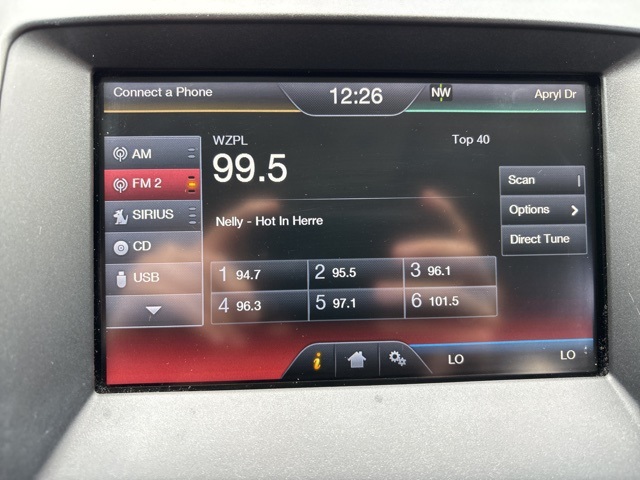 Connect a Phone 12:26 NW Apryl Dr
WZPL Top 40
99.5
Nelly - Hot In Herre
AM
FM 2
SIRIUS
CD
USB
Scan
Options
Direct Tune
1 94.7 2 95.5 3 96.1
4 96.3 5 97.1 6 101.5
i LO LO